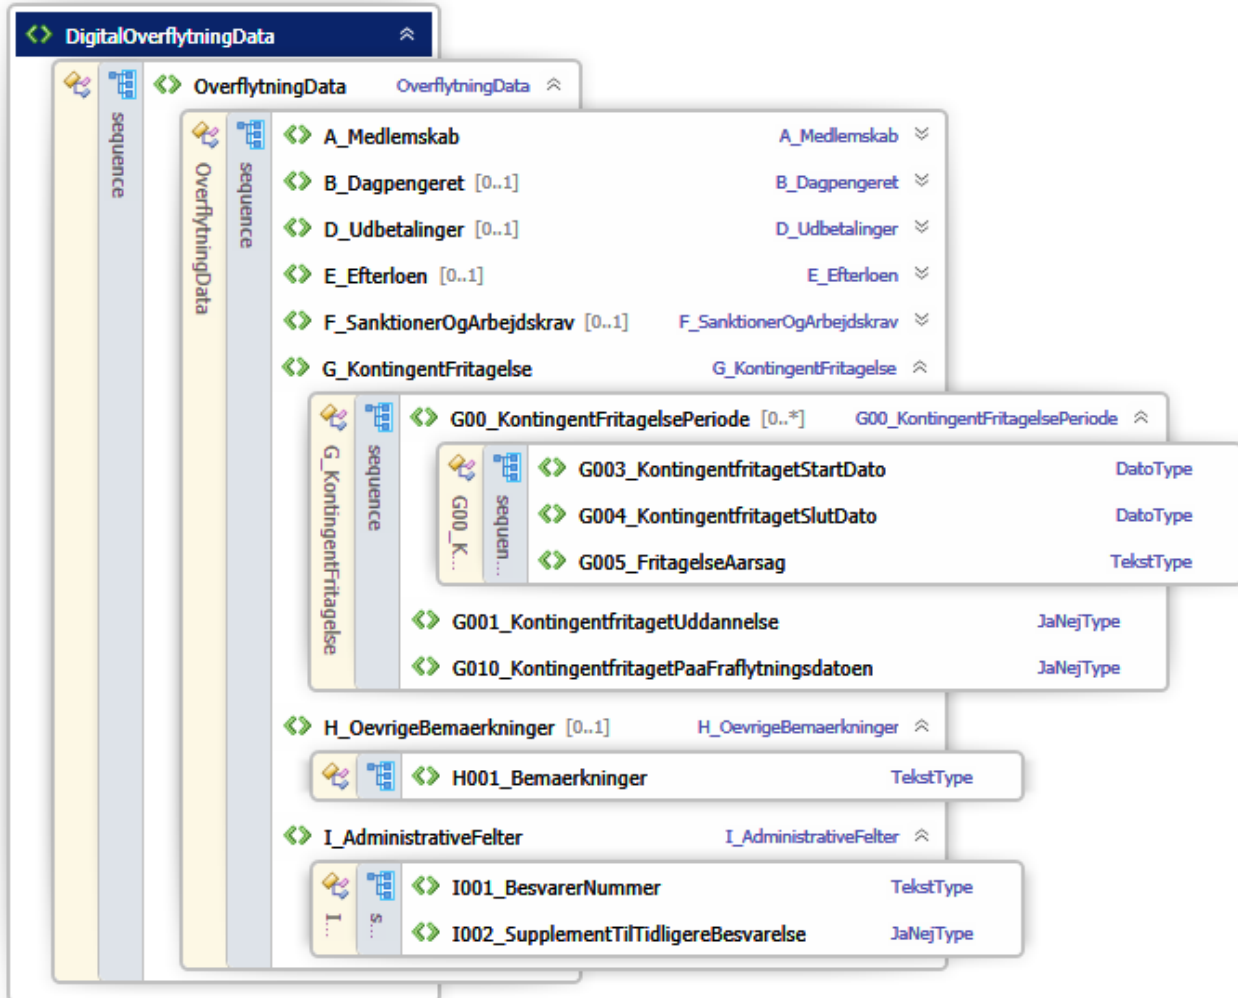 DigitalOverflytningData
sequence
OverflytningData OverflytningData
OverflytningData
sequence
A_Medlemskab A_Medlemskab
B_Dagpengeret [0..1] B_Dagpengeret
D_Udbetalinger [0..1] D_Udbetalinger
E_Efterloen [0..1] E_Efterloen
F_SanktionerOgArbejdskrav [0..1] F_SanktionerOgArbejdskrav
G_KontingentFritagelse G_KontingentFritagelse
G_KontingentFritagelse
sequence
G00_KontingentFritagelsePeriode [0..*] G00_KontingentFritagelsePeriode
G00_K...
sequen...
G003_KontingentfritagetStartDato DatoType
G004_KontingentfritagetSlutDato DatoType
G005_FritagelseAarsag TekstType
G001_KontingentfritagetUddannelse JaNejType
G010_KontingentfritagetPaaFraflytningsdatoen JaNejType
H_OevrigeBemaerkninger [0..1] H_OevrigeBemaerkninger
H001_Bemaerkninger TekstType
I_AdministrativeFelter I_AdministrativeFelter
I...
s...
I001_BesvarerNummer TekstType
I002_SupplementTilTidligereBesvarelse JaNejType